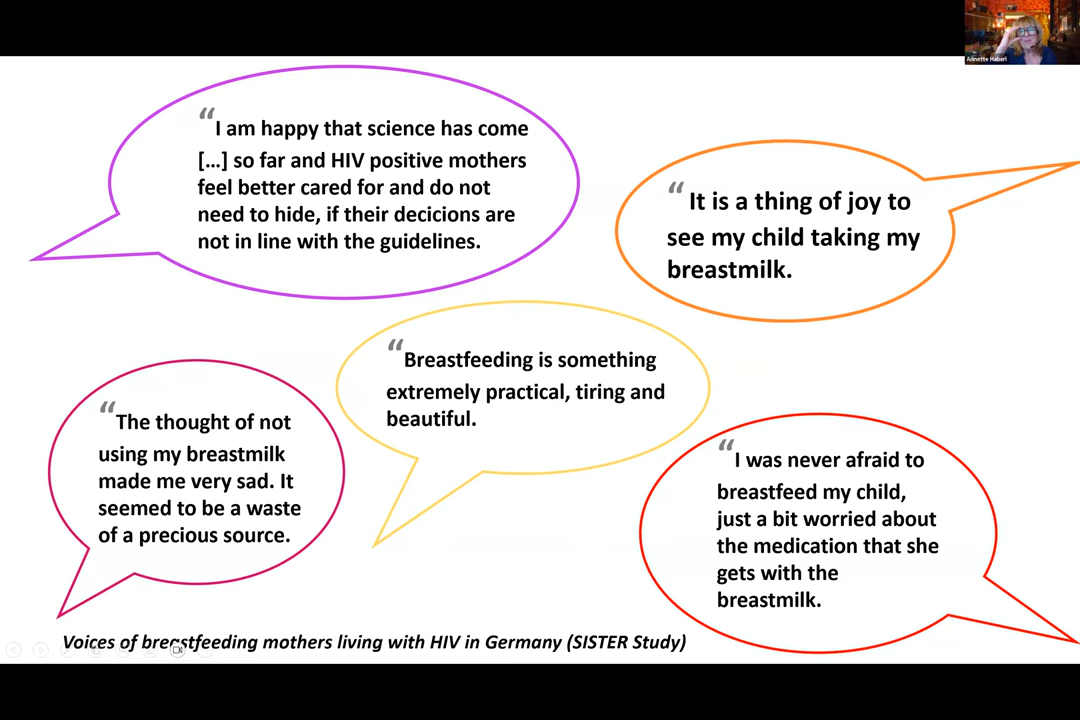 Annette Haberl
“I am happy that science has come
[...] so far and HIV positive mothers
feel better cared for and do not
need to hide, if their decicions are
not in line with the guidelines.
“It is a thing of joy to
see my child taking my
breastmilk.
“Breastfeeding is something
extremely practical, tiring and
beautiful.
“The thought of not
using my breastmilk
made me very sad. It
seemed to be a waste
of a precious source.
“I was never afraid to
breastfeed my child,
just a bit worried about
the medication that she
gets with the
breastmilk.
Voices of breastfeeding mothers living with HIV in Germany (SISTER Study)